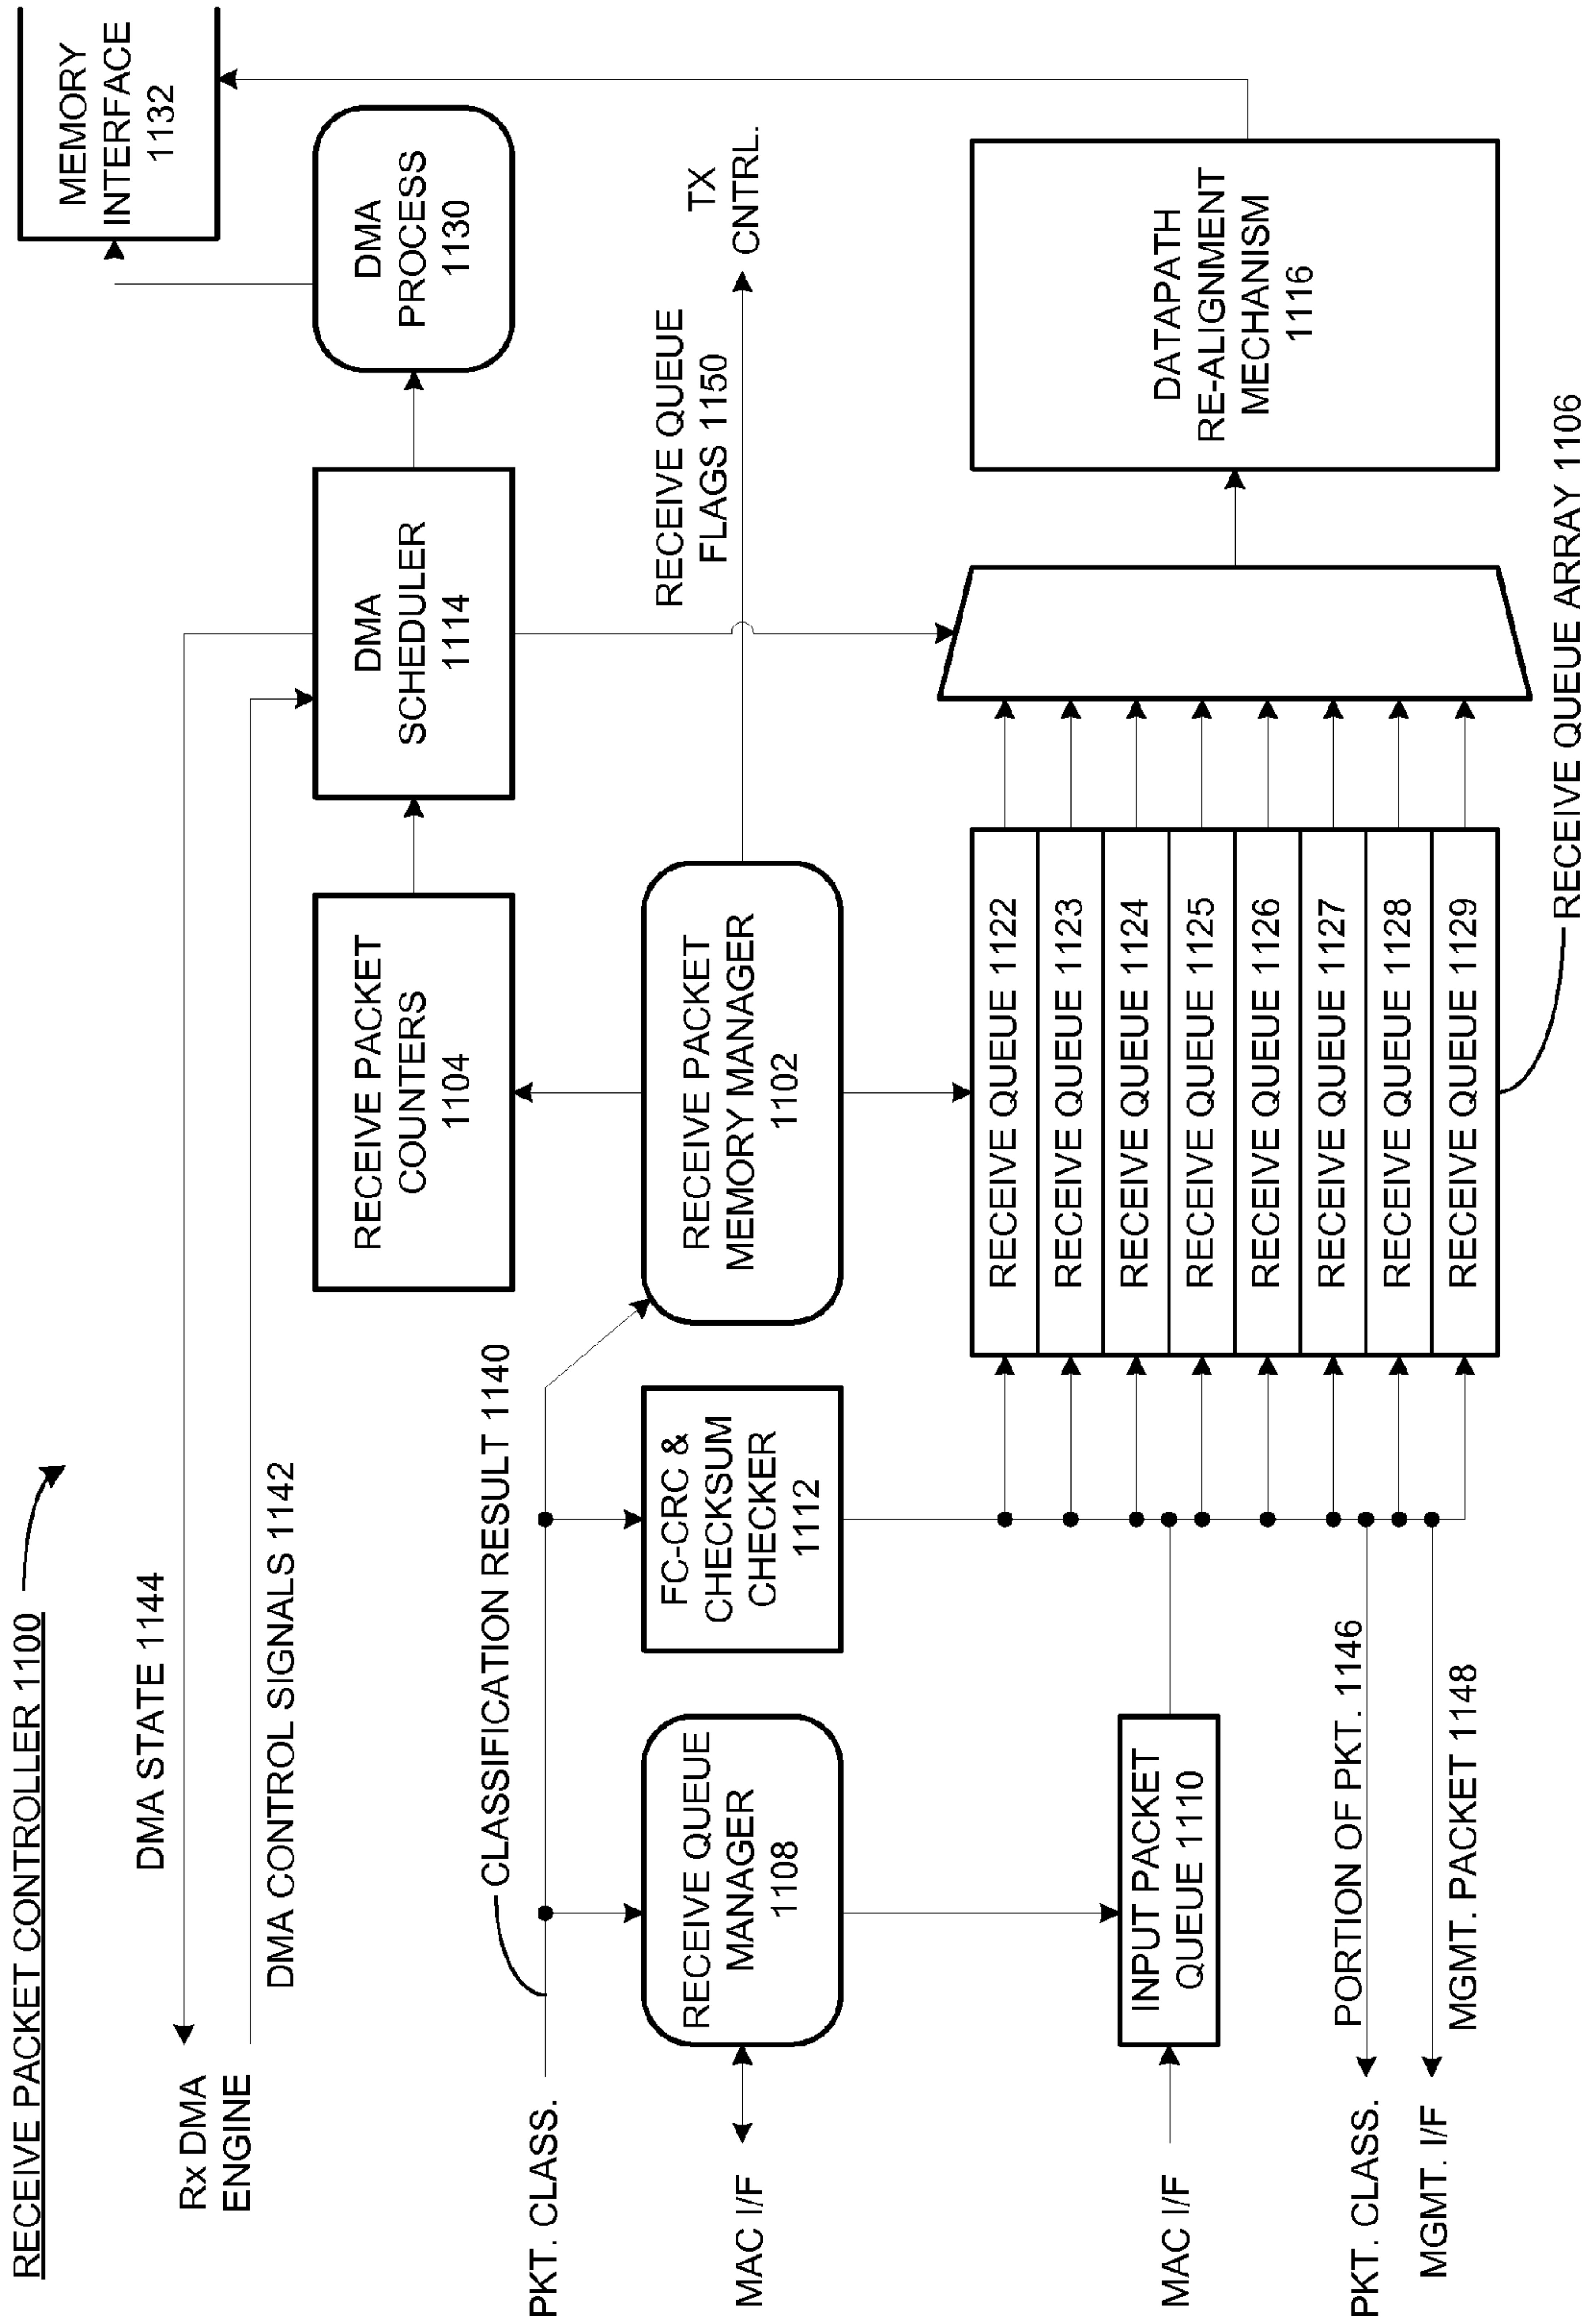 RECEIVE PACKET CONTROLLER 1100
DMA STATE 1144
Rx DMA
ENGINE
DMA CONTROL SIGNALS 1142
MEMORY
INTERFACE
1132
DMA
PROCESS
1130
DMA
SCHEDULER
1114
RECEIVE PACKET
COUNTERS
1104
PKT. CLASS.
CLASSIFICATION RESULT 1140
RECEIVE QUEUE
FLAGS 1150
TX
CNTRL.
MAC I/F
RECEIVE QUEUE
MANAGER
1108
FC-CRC &
CHECKSUM
CHECKER
1112
RECEIVE PACKET
MEMORY MANAGER
1102
MAC I/F
INPUT PACKET
QUEUE 1110
RECEIVE QUEUE 1122
RECEIVE QUEUE 1123
RECEIVE QUEUE 1124
RECEIVE QUEUE 1125
RECEIVE QUEUE 1126
RECEIVE QUEUE 1127
RECEIVE QUEUE 1128
RECEIVE QUEUE 1129
DATAPATH
RE-ALIGNMENT
MECHANISM
1116
PORTION OF PKT. 1146
PKT. CLASS.
MGMT. I/F
MGMT. PACKET 1148
RECEIVE QUEUE ARRAY 1106